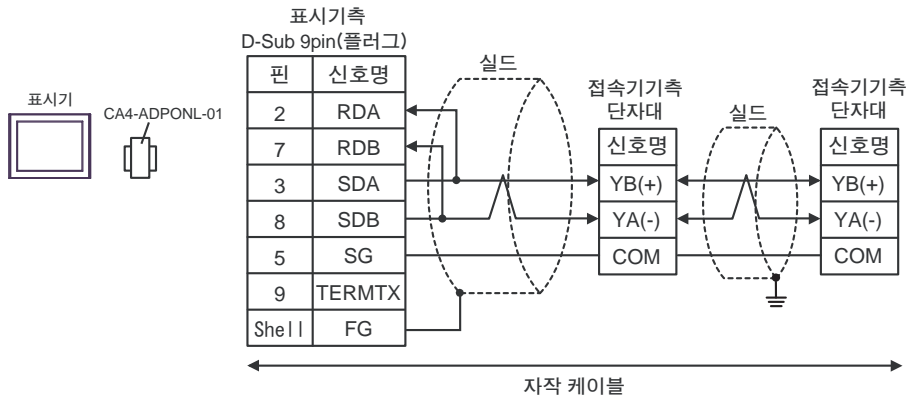 표시기
CA4-ADPONL-01
표시기측
D-Sub 9pin(플러그)
핀 신호명
2 RDA
7 RDB
3 SDA
8 SDB
5 SG
9 TERMTX
Shell FG
실드
접속기기측
단자대
신호명
YB(+)
YA(-)
COM
실드
접속기기측
단자대
신호명
YB(+)
YA(-)
COM
자작 케이블